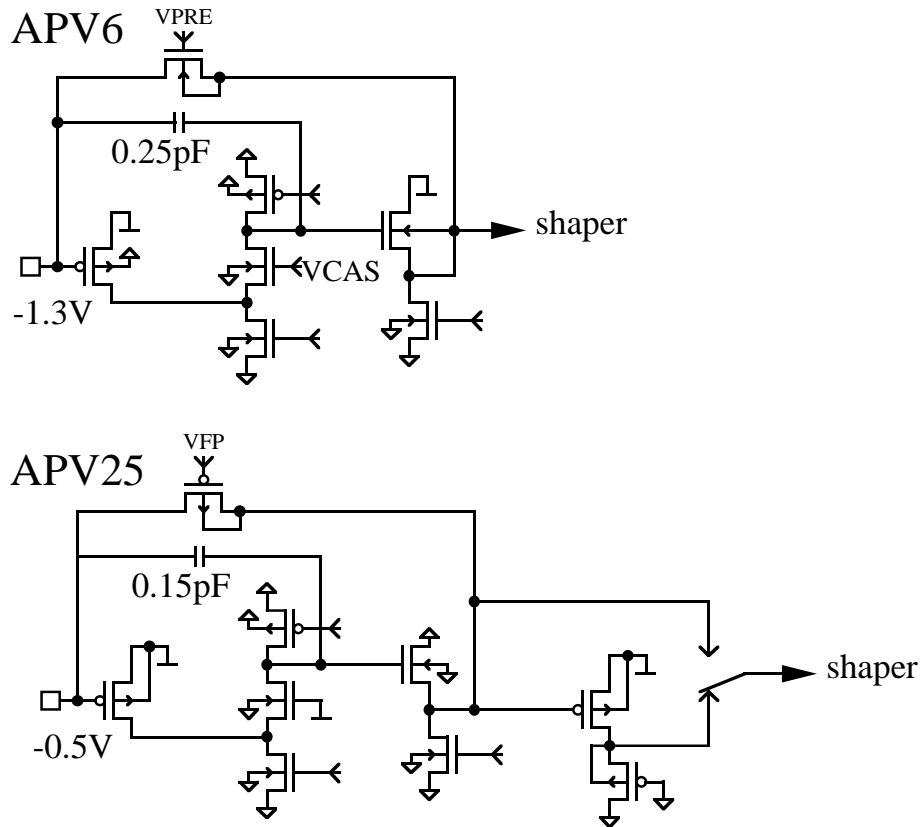 APV6
VPRE
0.25pF
shaper
VCAS
-1.3V
APV25
VFP
0.15pF
shaper
-0.5V